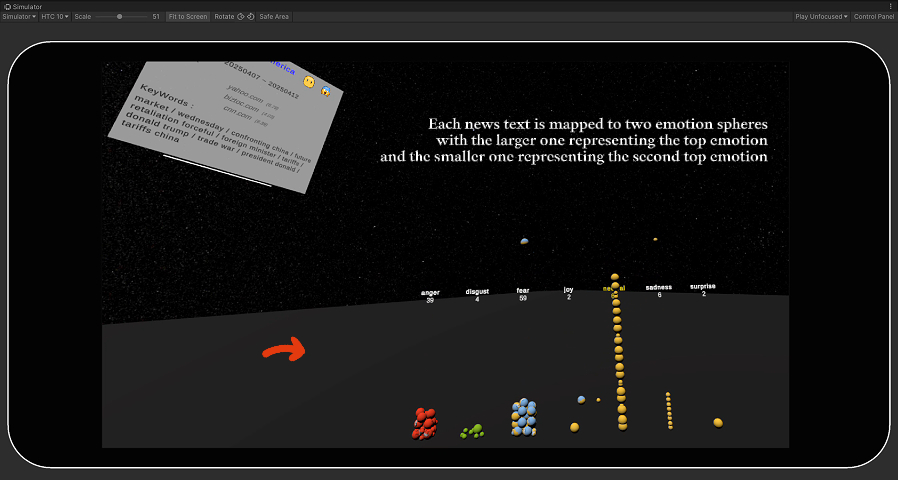 Simulator
Simulator HTC 10 Scale 51 Fit to Screen Rotate Safe Area Play Unfocused Control Panel
20250407 ~ 20250412
yahoo.com
biztoc.com
cnn.com
KeyWords :
market / wednesday / confronting china / future
retaliation forceful / foreign minister / tariffs /
donald trump / trade war / president donald /
tariffs china
Each news text is mapped to two emotion spheres
with the larger one representing the top emotion
and the smaller one representing the second top emotion
anger disgust fear joy sadness surprise
39 4 59 2 6 2